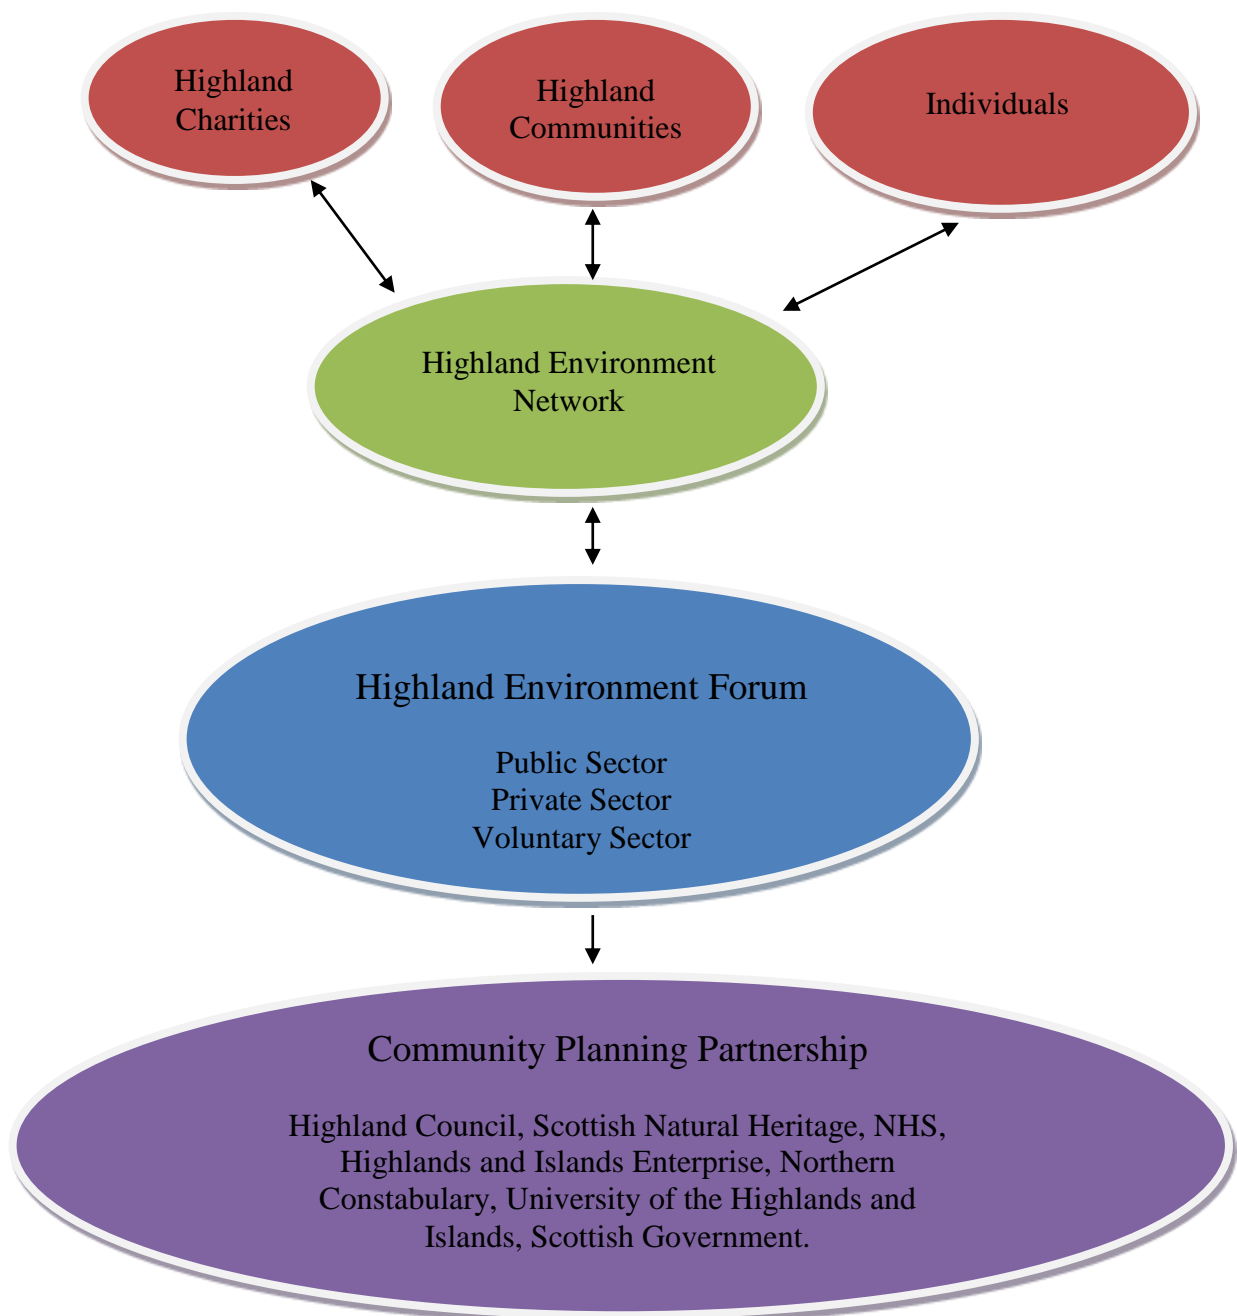 Highland
Charities
Highland
Communities
Individuals
Highland Environment
Network
Highland Environment Forum
Public Sector
Private Sector
Voluntary Sector
Community Planning Partnership
Highland Council, Scottish Natural Heritage, NHS,
Highlands and Islands Enterprise, Northern
Constabulary, University of the Highlands and
Islands, Scottish Government.